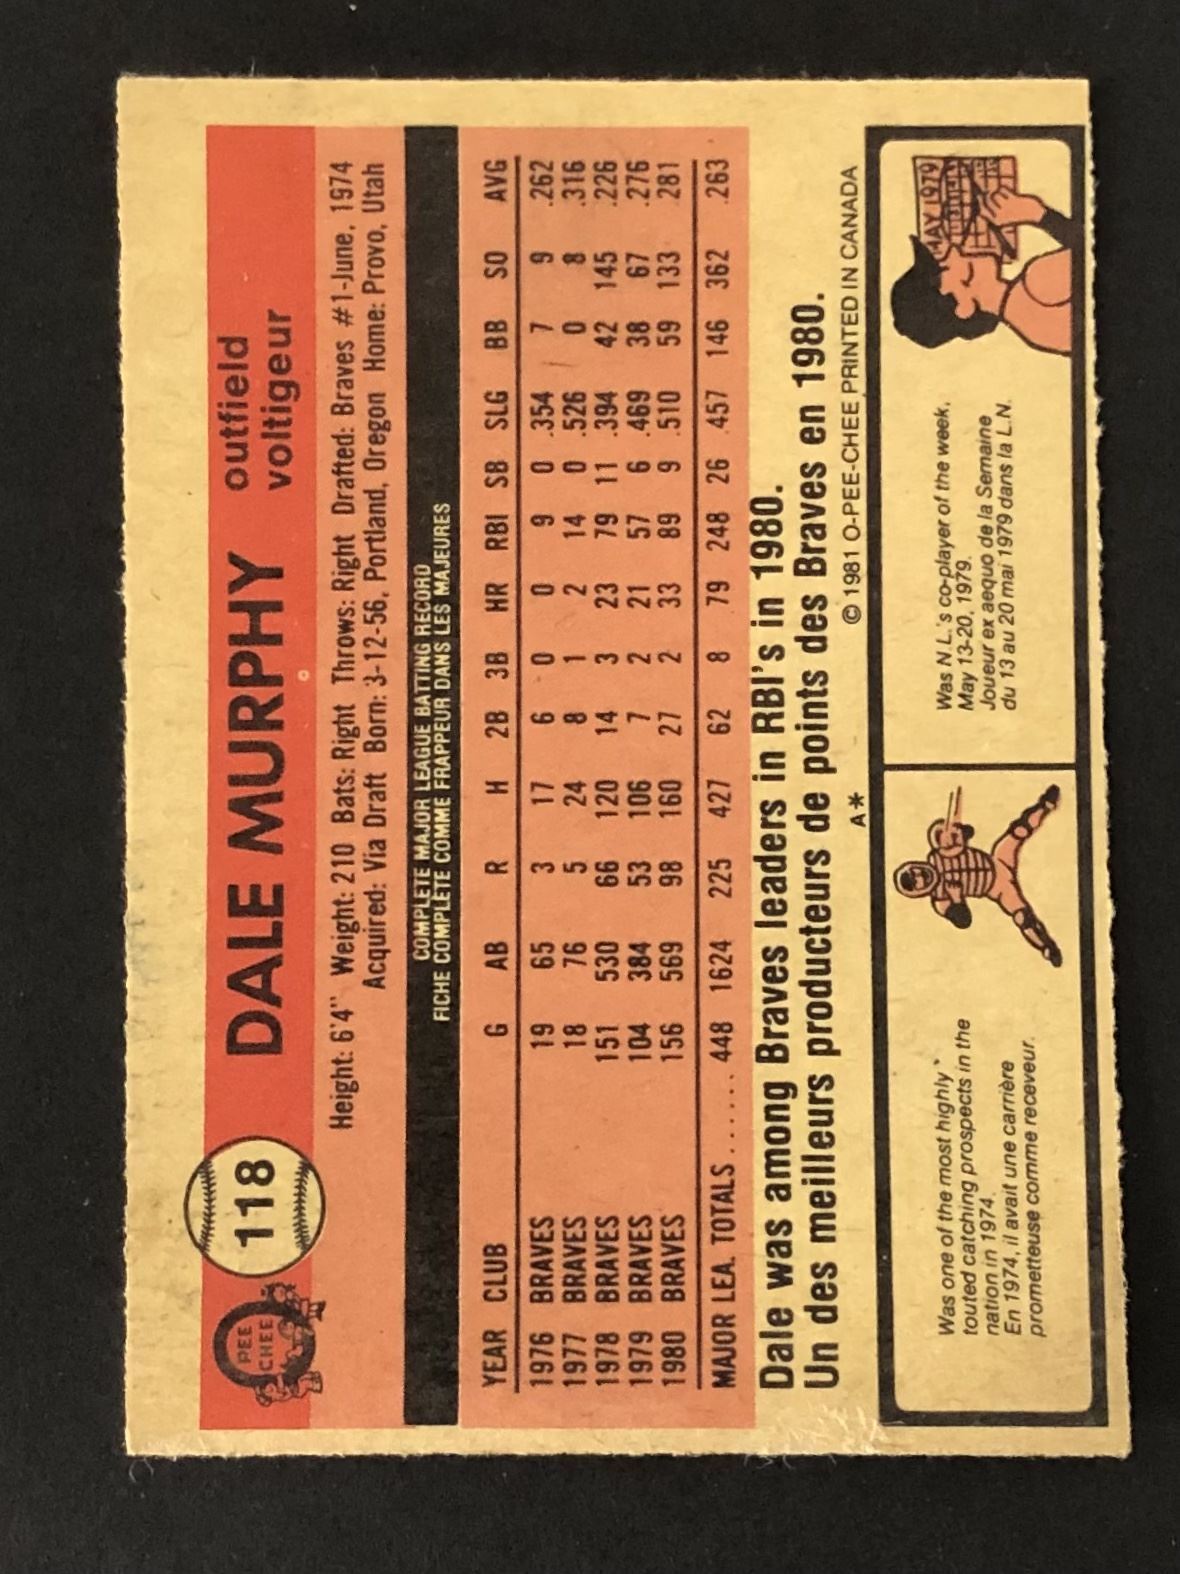 PEE
CHEE
118
DALE MURPHY
outfield
voltigeur
Height: 6'4" Weight: 210 Bats: Right Throws: Right Drafted: Braves #1-June, 1974
Acquired: Via Draft Born: 3-12-56, Portland, Oregon Home: Provo, Utah
COMPLETE MAJOR LEAGUE BATTING RECORD
FICHE COMPLÈTE COMME FRAPPEUR DANS LES MAJEURES
YEAR CLUB G AB R H 2B 3B HR RBI SB SLG BB SO AVG
1976 BRAVES 19 65 3 17 6 0 0 9 0 .354 7 9 .262
1977 BRAVES 18 76 5 24 8 1 2 14 0 .526 0 8 .316
1978 BRAVES 151 530 66 120 14 3 23 79 11 .394 42 145 .226
1979 BRAVES 104 384 53 106 7 2 21 57 6 .469 38 67 .276
1980 BRAVES 156 569 98 160 27 2 33 89 9 .510 59 133 .281
MAJOR LEA. TOTALS ...... 448 1624 225 427 62 8 79 248 26 .457 146 362 .263
Dale was among Braves leaders in RBI's in 1980.
Un des meilleurs producteurs de points des Braves en 1980.
A* © 1981 O-PEE-CHEE PRINTED IN CANADA
Was one of the most highly
touted catching prospects in the
nation in 1974.
En 1974, il avait une carrière
prometteuse comme receveur.
Was N.L.'s co-player of the week,
May 13-20, 1979.
Joueur ex aequo de la Semaine
du 13 au 20 mai 1979 dans la L.N.
MAY 1979